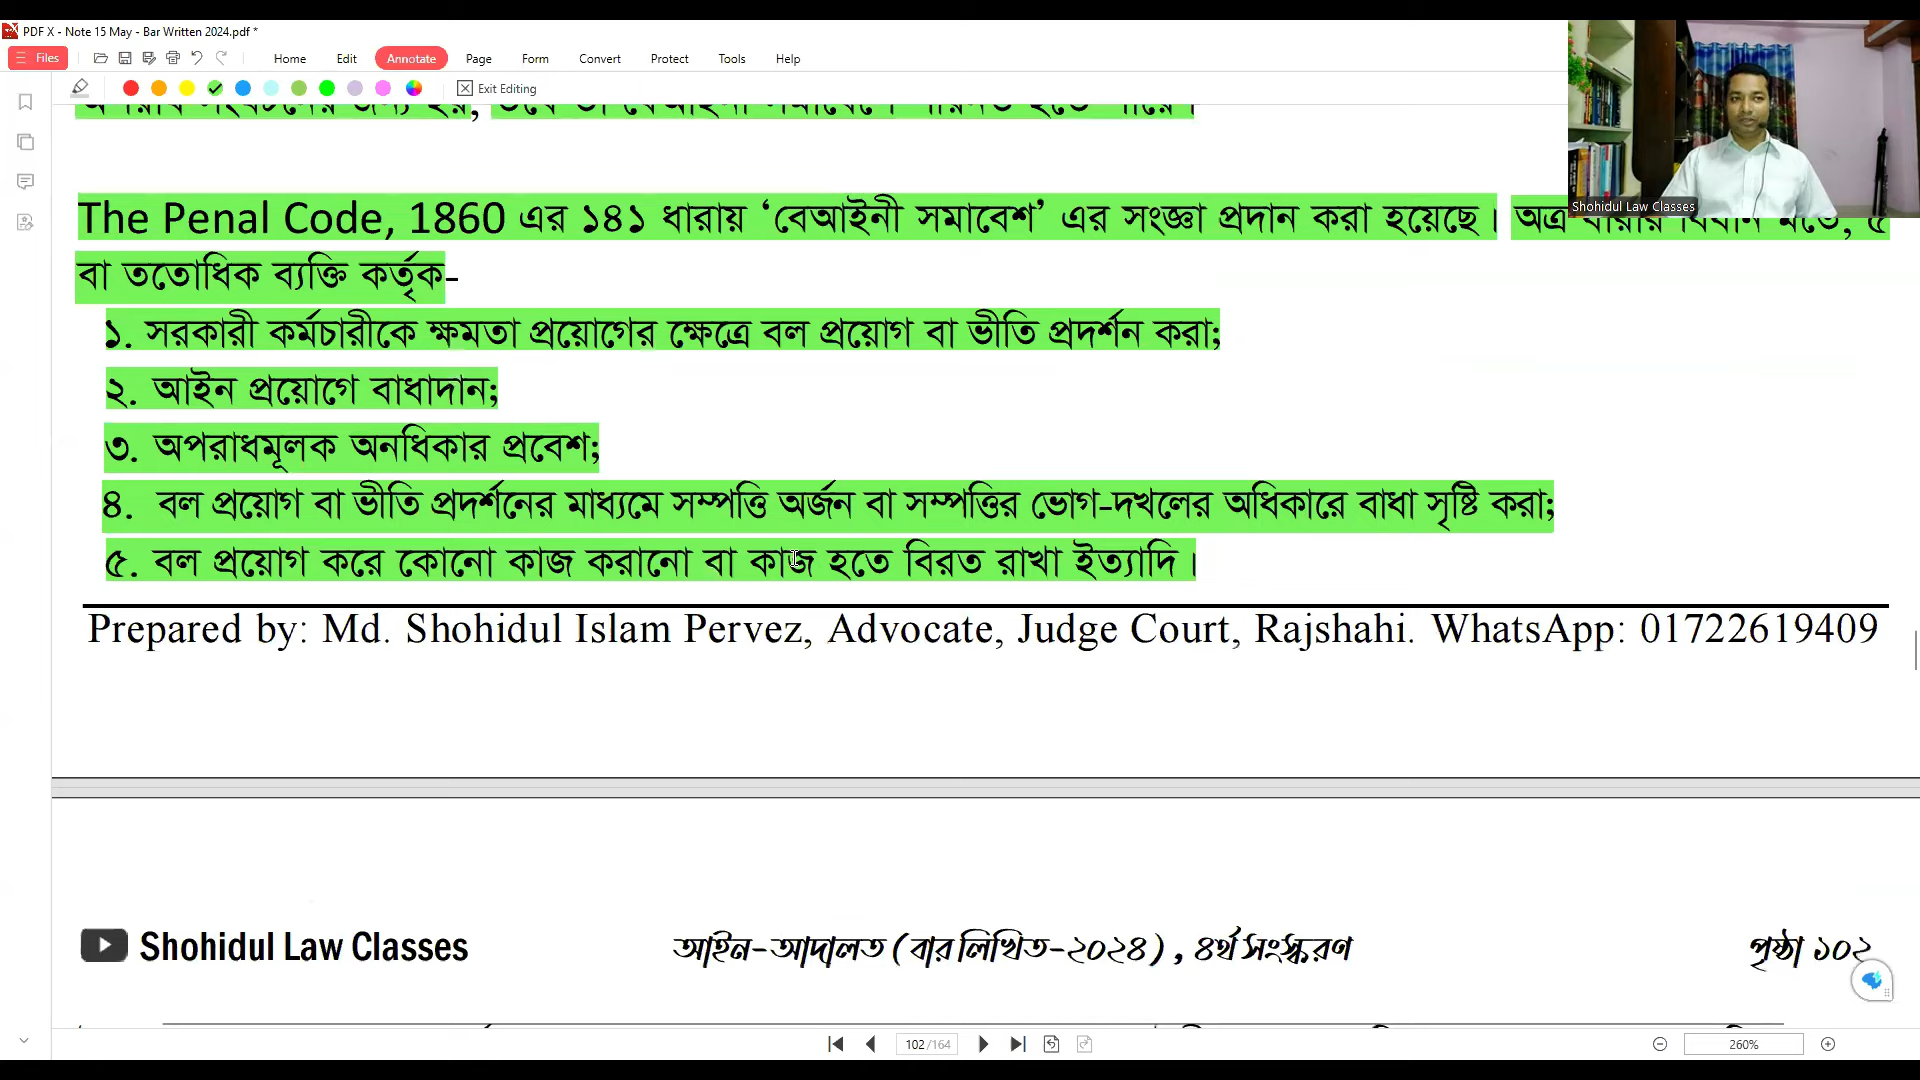 PDF X - Note 15 May - Bar Written 2024.pdf *
Files
Home Edit Annotate Page Form Convert Protect Tools Help
Exit Editing
Shohidul Law Classes
The Penal Code, 1860 এর ১৪১ ধারায় ‘বেআইনী সমাবেশ’ এর সংজ্ঞা প্রদান করা হয়েছে। অত্র ধারার বিধান মতে, ৫
বা ততোধিক ব্যক্তি কর্তৃক-
১. সরকারী কর্মচারীকে ক্ষমতা প্রয়োগের ক্ষেত্রে বল প্রয়োগ বা ভীতি প্রদর্শন করা;
২. আইন প্রয়োগে বাধাদান;
৩. অপরাধমূলক অনধিকার প্রবেশ;
৪. বল প্রয়োগ বা ভীতি প্রদর্শনের মাধ্যমে সম্পত্তি অর্জন বা সম্পত্তির ভোগ-দখলের অধিকারে বাধা সৃষ্টি করা;
৫. বল প্রয়োগ করে কোনো কাজ করানো বা কাজ হতে বিরত রাখা ইত্যাদি।
Prepared by: Md. Shohidul Islam Pervez, Advocate, Judge Court, Rajshahi. WhatsApp: 01722619409
Shohidul Law Classes আইন-আদালত (বার লিখিত-২০২৪), ৪র্থ সংস্করণ পৃষ্ঠা ১০২
102 /164
260%